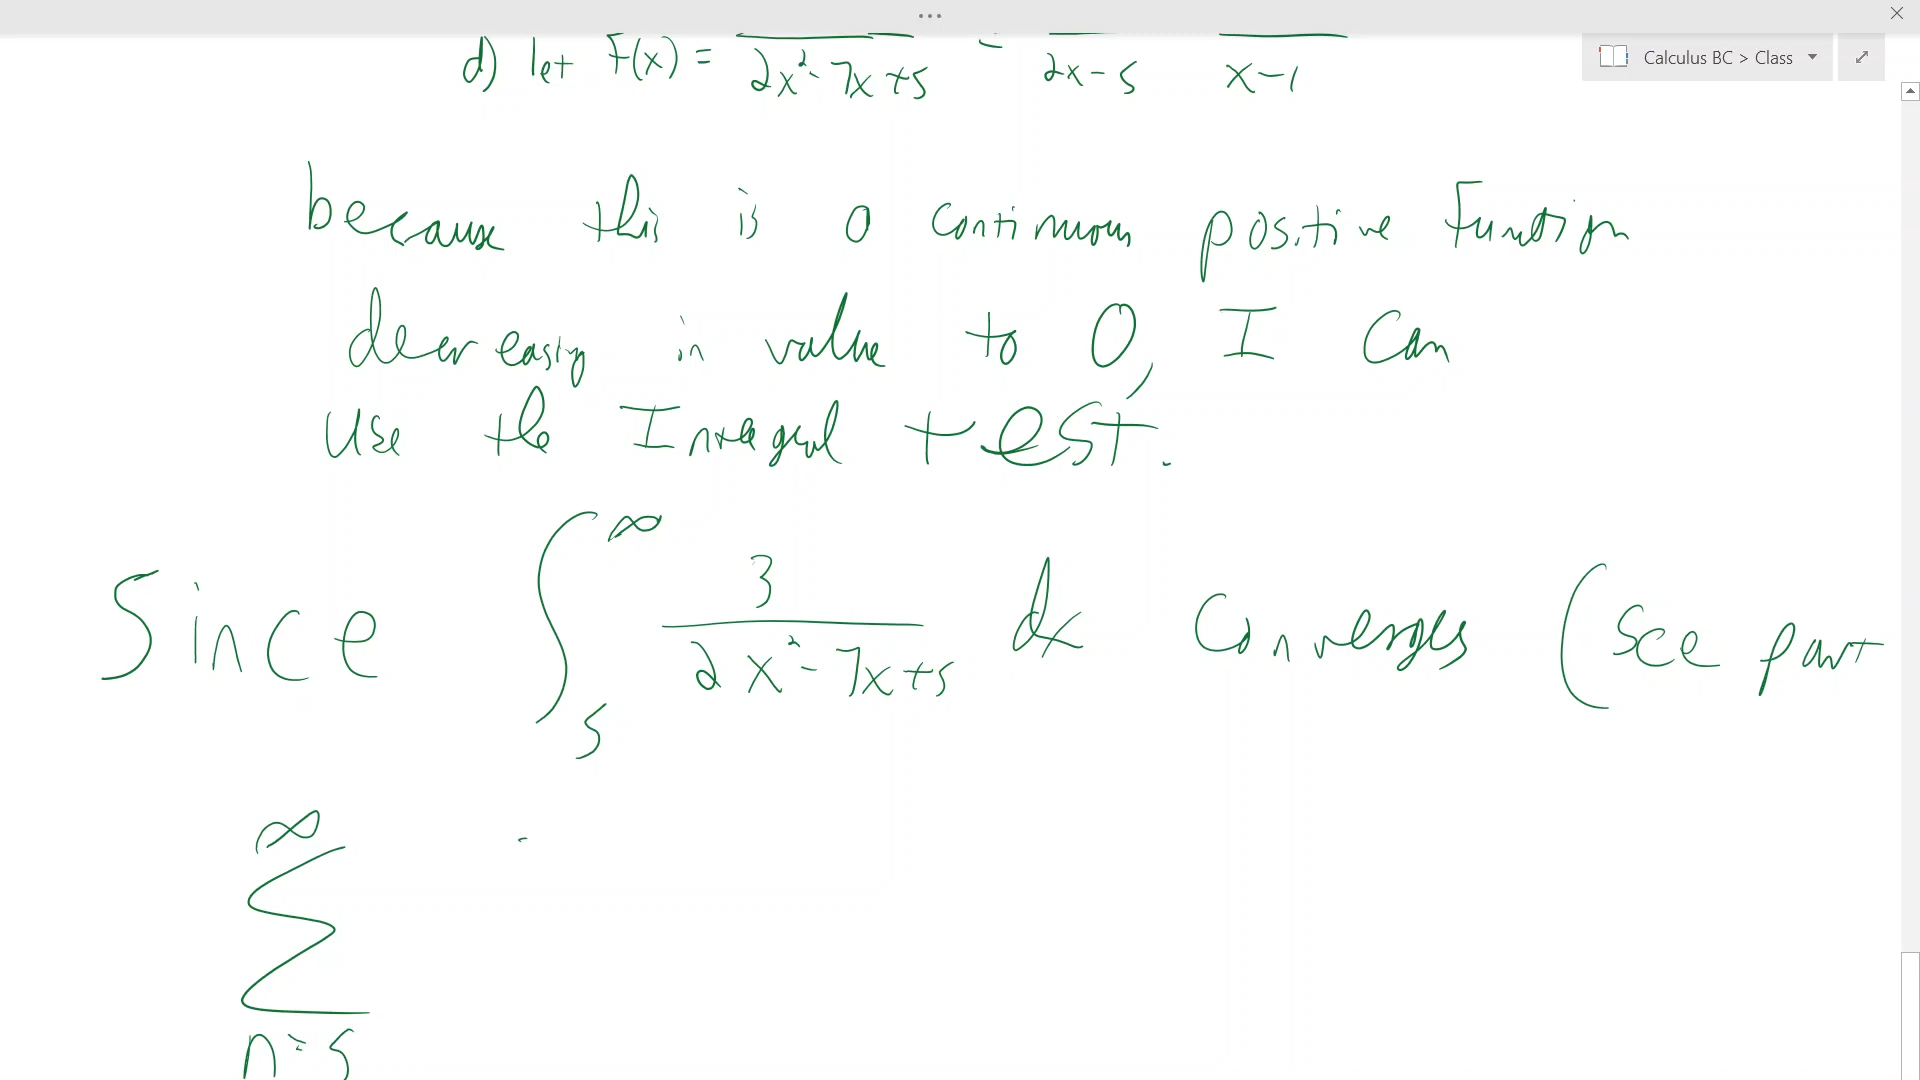 Calculus BC > Class
d) let f(x) = 2x²-7x+5 = 2x-5 x-1
because this is a continuous positive function
decreasing in value to 0, I can
use the Integral test.
Since ∫₅^∞ 3/(2x²-7x+5) dx converges (see part
∞
Σ
n=5